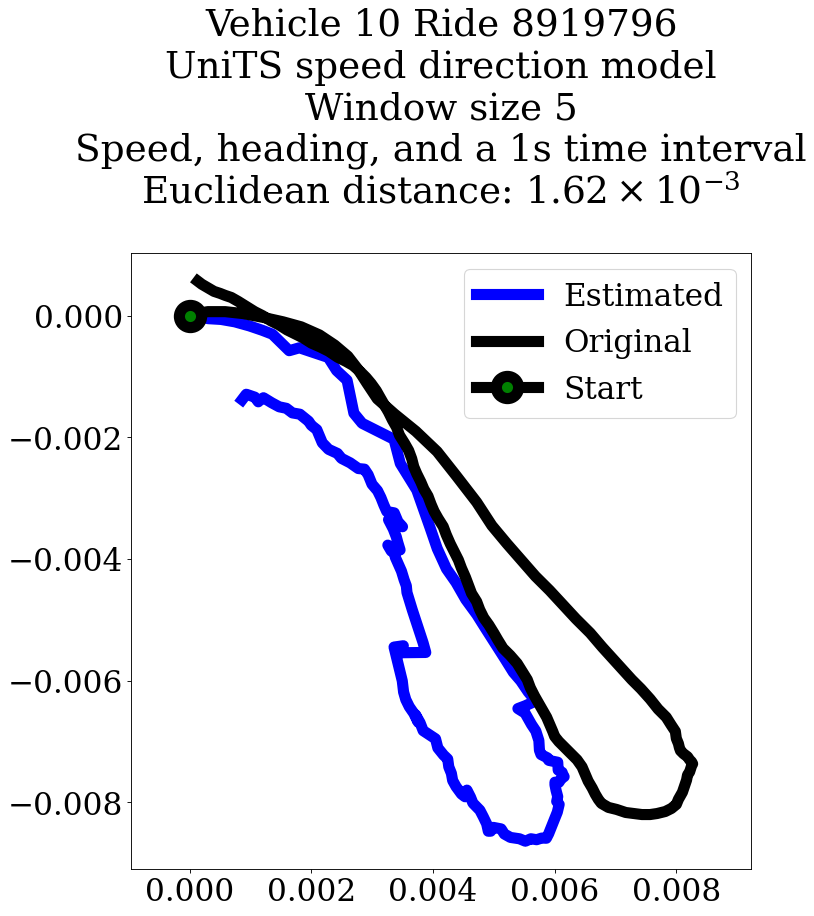 Vehicle 10 Ride 8919796
UniTS speed direction model
Window size 5
Speed, heading, and a 1s time interval
Euclidean distance: 1.62 × 10⁻³
Estimated
Original
Start
0.000
−0.002
−0.004
−0.006
−0.008
0.000 0.002 0.004 0.006 0.008